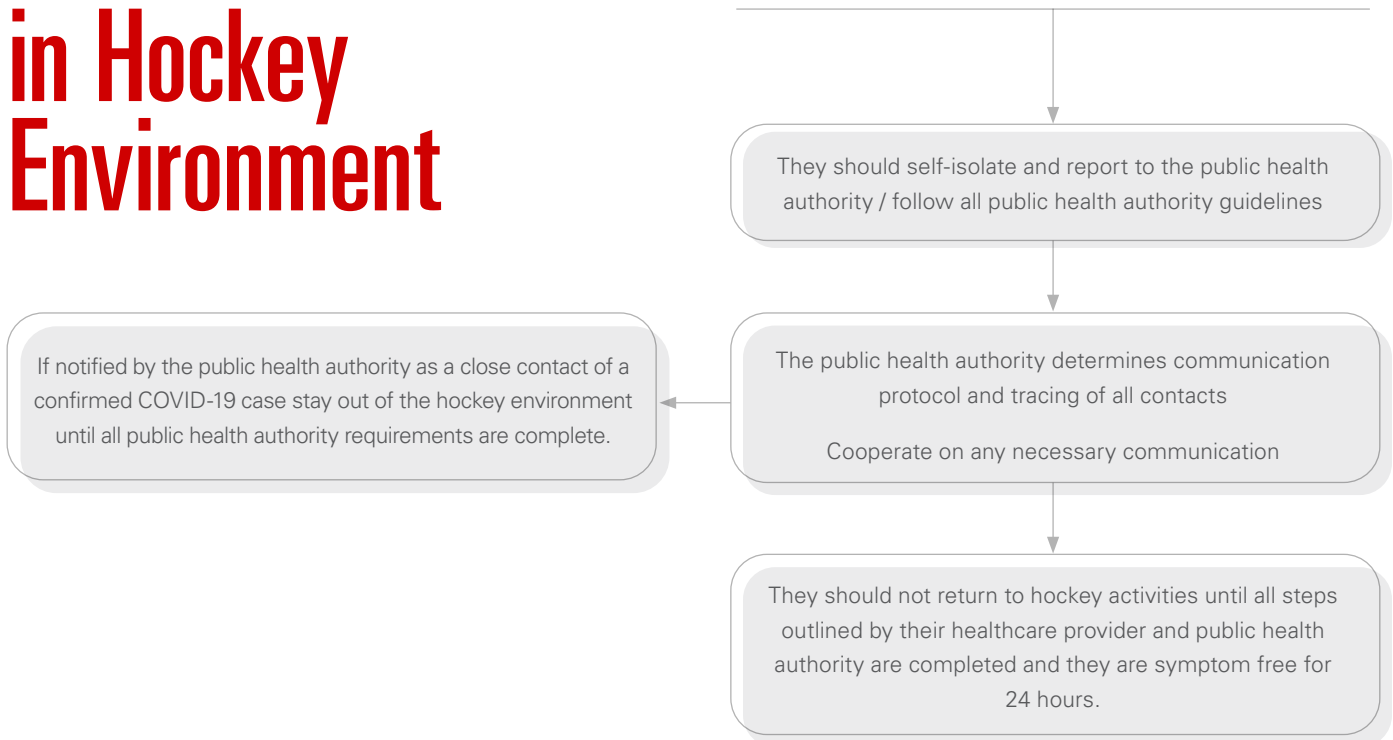 in Hockey
Environment
They should self-isolate and report to the public health
authority / follow all public health authority guidelines
If notified by the public health authority as a close contact of a
confirmed COVID-19 case stay out of the hockey environment
until all public health authority requirements are complete.
The public health authority determines communication
protocol and tracing of all contacts
Cooperate on any necessary communication
They should not return to hockey activities until all steps
outlined by their healthcare provider and public health
authority are completed and they are symptom free for
24 hours.